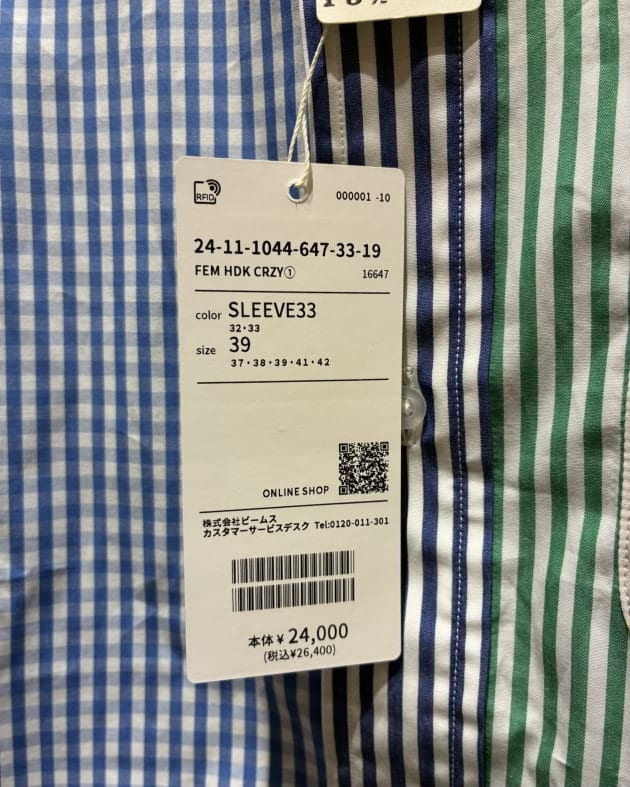 RFID
000001 -10
24-11-1044-647-33-19
FEM HDK CRZY①
16647
color SLEEVE33
32・33
size 39
37・38・39・41・42
ONLINE SHOP
株式会社ビームス
カスタマーサービスデスク Tel:0120-011-301
本体¥24,000
(税込¥26,400)